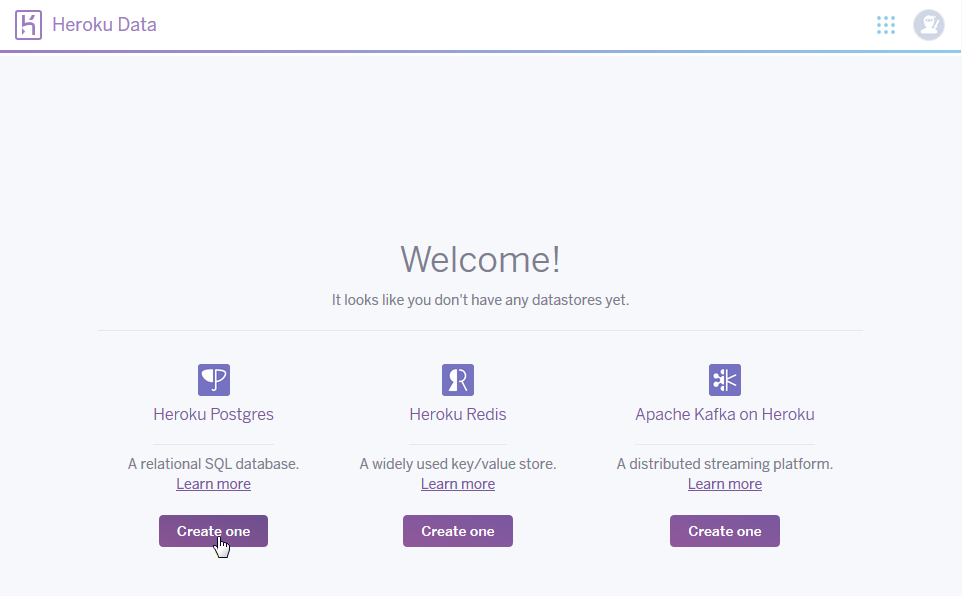 Heroku Data
Welcome!
It looks like you don't have any datastores yet.
Heroku Postgres
A relational SQL database.
Learn more
Create one
Heroku Redis
A widely used key/value store.
Learn more
Create one
Apache Kafka on Heroku
A distributed streaming platform.
Learn more
Create one